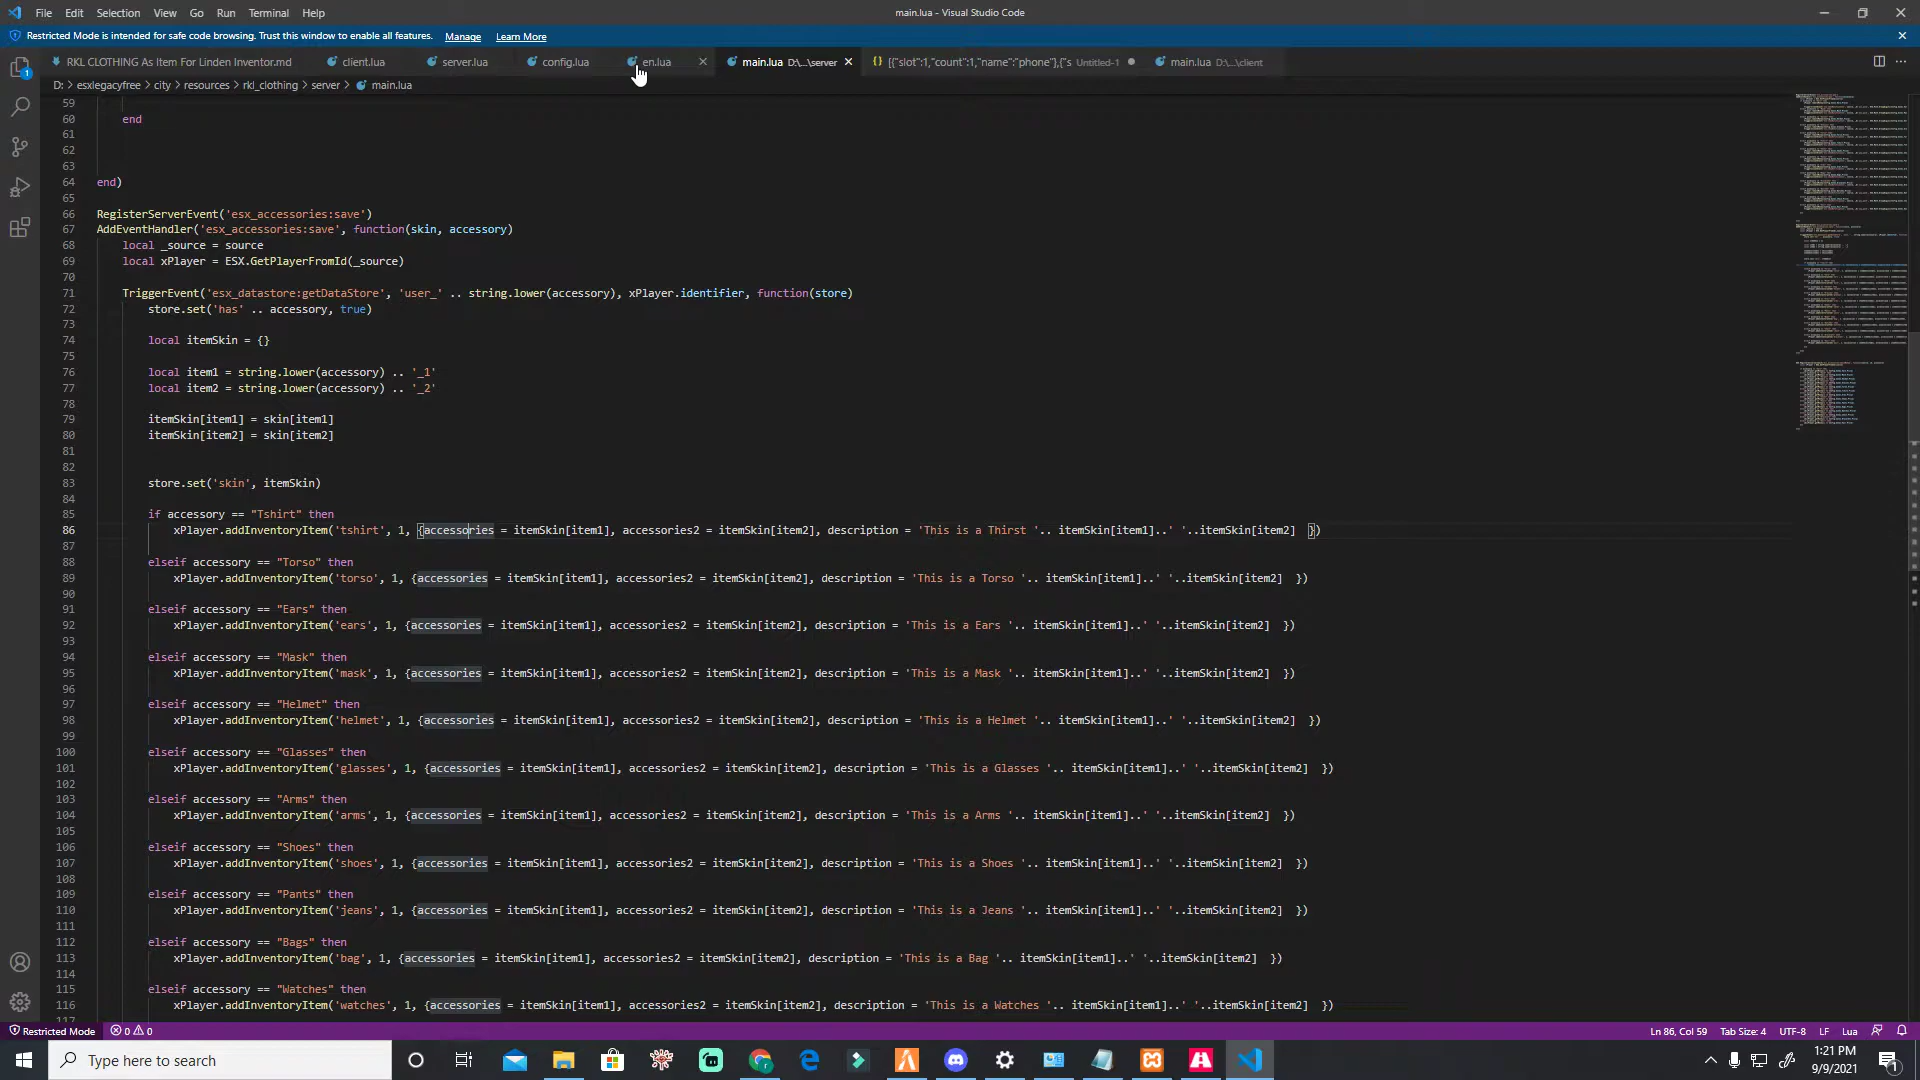 File Edit Selection View Go Run Terminal Help
main.lua - Visual Studio Code
Restricted Mode is intended for safe code browsing. Trust this window to enable all features. Manage Learn More
RKL CLOTHING As Item For Linden Inventor.md client.lua server.lua config.lua en.lua main.lua D:\...\server [{"slot":1,"count":1,"name":"phone"},{"s Untitled-1 main.lua D:\...\client
D: > esxlegacyfree > city > resources > rkl_clothing > server > main.lua
59
60 end
61
62
63
64 end)
65
66 RegisterServerEvent('esx_accessories:save')
67 AddEventHandler('esx_accessories:save', function(skin, accessory)
68 local _source = source
69 local xPlayer = ESX.GetPlayerFromId(_source)
70
71 TriggerEvent('esx_datastore:getDataStore', 'user_' .. string.lower(accessory), xPlayer.identifier, function(store)
72 store.set('has' .. accessory, true)
73
74 local itemSkin = {}
75
76 local item1 = string.lower(accessory) .. '_1'
77 local item2 = string.lower(accessory) .. '_2'
78
79 itemSkin[item1] = skin[item1]
80 itemSkin[item2] = skin[item2]
81
82
83 store.set('skin', itemSkin)
84
85 if accessory == "Tshirt" then
86 xPlayer.addInventoryItem('tshirt', 1, {accessories = itemSkin[item1], accessories2 = itemSkin[item2], description = 'This is a Thirst '.. itemSkin[item1]..' '..itemSkin[item2] })
87
88 elseif accessory == "Torso" then
89 xPlayer.addInventoryItem('torso', 1, {accessories = itemSkin[item1], accessories2 = itemSkin[item2], description = 'This is a Torso '.. itemSkin[item1]..' '..itemSkin[item2] })
90
91 elseif accessory == "Ears" then
92 xPlayer.addInventoryItem('ears', 1, {accessories = itemSkin[item1], accessories2 = itemSkin[item2], description = 'This is a Ears '.. itemSkin[item1]..' '..itemSkin[item2] })
93
94 elseif accessory == "Mask" then
95 xPlayer.addInventoryItem('mask', 1, {accessories = itemSkin[item1], accessories2 = itemSkin[item2], description = 'This is a Mask '.. itemSkin[item1]..' '..itemSkin[item2] })
96
97 elseif accessory == "Helmet" then
98 xPlayer.addInventoryItem('helmet', 1, {accessories = itemSkin[item1], accessories2 = itemSkin[item2], description = 'This is a Helmet '.. itemSkin[item1]..' '..itemSkin[item2] })
99
100 elseif accessory == "Glasses" then
101 xPlayer.addInventoryItem('glasses', 1, {accessories = itemSkin[item1], accessories2 = itemSkin[item2], description = 'This is a Glasses '.. itemSkin[item1]..' '..itemSkin[item2] })
102
103 elseif accessory == "Arms" then
104 xPlayer.addInventoryItem('arms', 1, {accessories = itemSkin[item1], accessories2 = itemSkin[item2], description = 'This is a Arms '.. itemSkin[item1]..' '..itemSkin[item2] })
105
106 elseif accessory == "Shoes" then
107 xPlayer.addInventoryItem('shoes', 1, {accessories = itemSkin[item1], accessories2 = itemSkin[item2], description = 'This is a Shoes '.. itemSkin[item1]..' '..itemSkin[item2] })
108
109 elseif accessory == "Pants" then
110 xPlayer.addInventoryItem('jeans', 1, {accessories = itemSkin[item1], accessories2 = itemSkin[item2], description = 'This is a Jeans '.. itemSkin[item1]..' '..itemSkin[item2] })
111
112 elseif accessory == "Bags" then
113 xPlayer.addInventoryItem('bag', 1, {accessories = itemSkin[item1], accessories2 = itemSkin[item2], description = 'This is a Bag '.. itemSkin[item1]..' '..itemSkin[item2] })
114
115 elseif accessory == "Watches" then
116 xPlayer.addInventoryItem('watches', 1, {accessories = itemSkin[item1], accessories2 = itemSkin[item2], description = 'This is a Watches '.. itemSkin[item1]..' '..itemSkin[item2] })
117
Restricted Mode 0 0 Ln 86, Col 59 Tab Size: 4 UTF-8 LF Lua
Type here to search
1:21 PM
9/9/2021